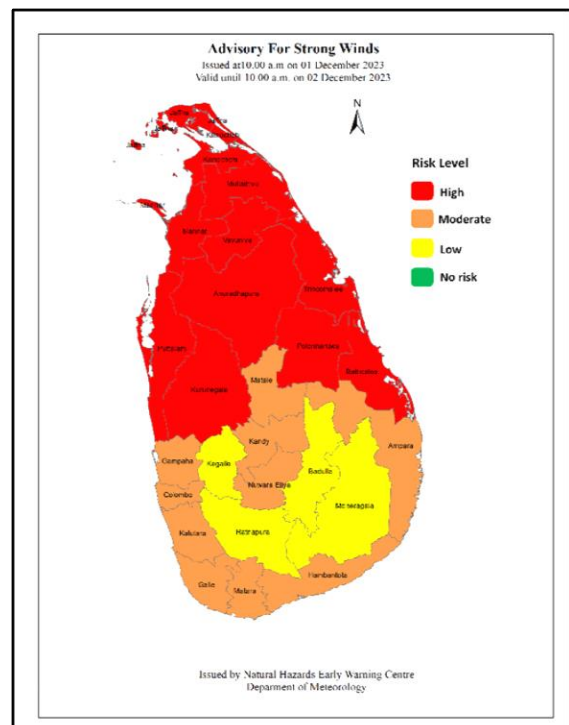 Advisory For Strong Winds
Issued at10.00 a.m on 01 December 2023
Valid until 10 00 a.m. on 02 December 2023
N
Risk Level
High
Moderate
Low
No risk
Jaffna
Mannar
Vavuniya
Anuradhapura
Trincomalee
Puttalam
Polonnaruwa
Batticaloa
Kurunegala
Matale
Kandy
Ampara
Gampaha
Kegalle
Badulla
Nuwara Eliya
Colombo
Moneragala
Kalutara
Ratnapura
Hambantota
Galle
Matara
Issued by Natural Hazards Early Warning Centre
Deparment of Meteorology